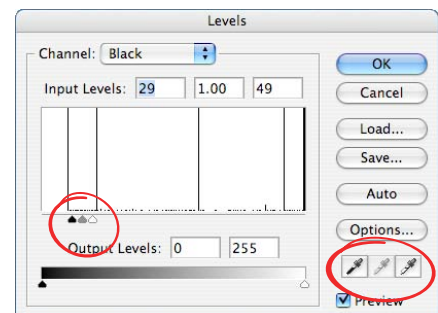 Levels
Channel: Black
Input Levels: 29 1.00 49
Output Levels: 0 255
OK
Cancel
Load...
Save...
Auto
Options...
Preview